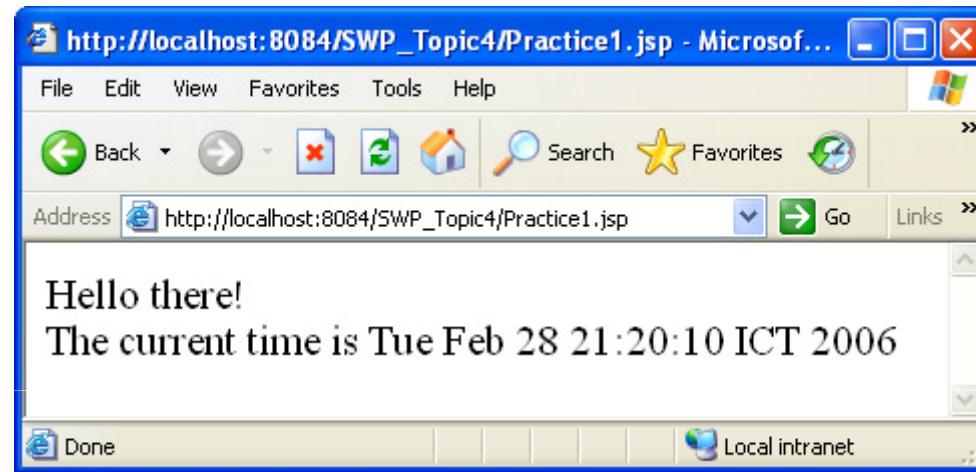 http://localhost:8084/SWP_Topic4/Practice1.jsp - Microsof...
File Edit View Favorites Tools Help
Back Search Favorites »
Address http://localhost:8084/SWP_Topic4/Practice1.jsp Go Links »
Hello there!
The current time is Tue Feb 28 21:20:10 ICT 2006
Done Local intranet